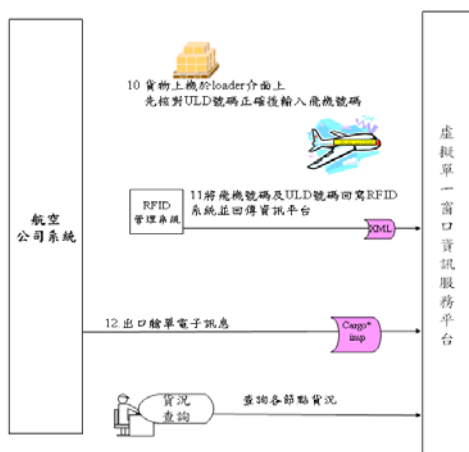 10 貨物上機於loader介面上
先核對ULD號碼正確後輸入飛機號碼
航空
公司系統
RFID
管理系統
11將飛機號碼及ULD號碼回寫RFID
系統並回傳資訊平台
XML
虛擬單一窗口資訊服務平台
12.出口艙單電子訊息
Cargo*
imp
貨況
查詢
查詢各節點貨況